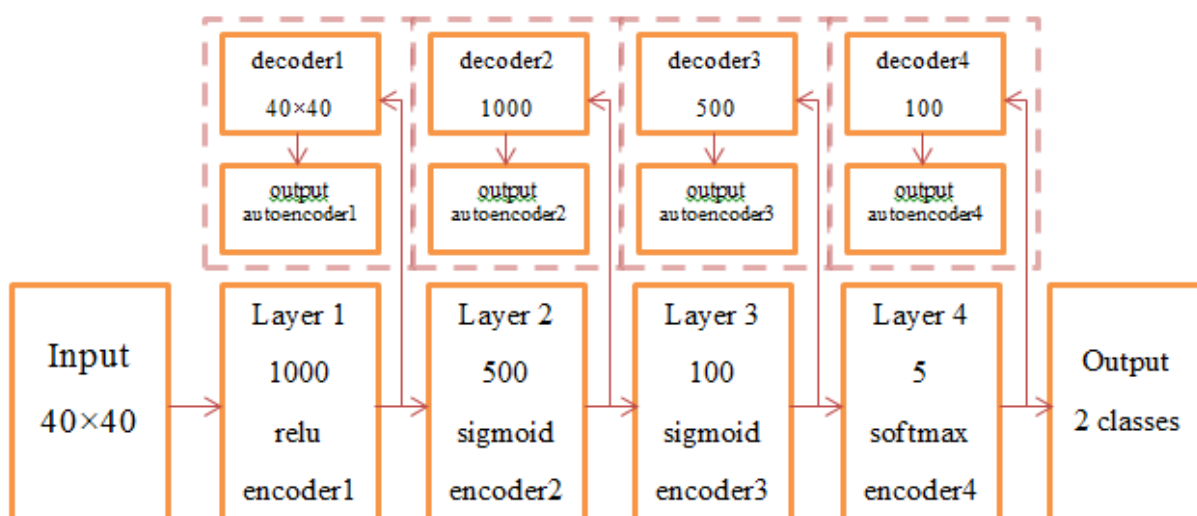 decoder1
40×40
decoder2
1000
decoder3
500
decoder4
100
output
autoencoder1
output
autoencoder2
output
autoencoder3
output
autoencoder4
Input
40×40
Layer 1
1000
relu
encoder1
Layer 2
500
sigmoid
encoder2
Layer 3
100
sigmoid
encoder3
Layer 4
5
softmax
encoder4
Output
2 classes